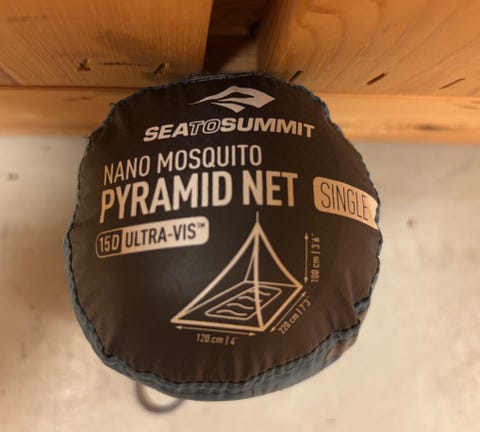 SEATOSUMMIT
NANO MOSQUITO
PYRAMID NET
SINGLE
15D ULTRA-VIS™
100 cm | 3'6"
220 cm | 7'3"
120 cm | 4'